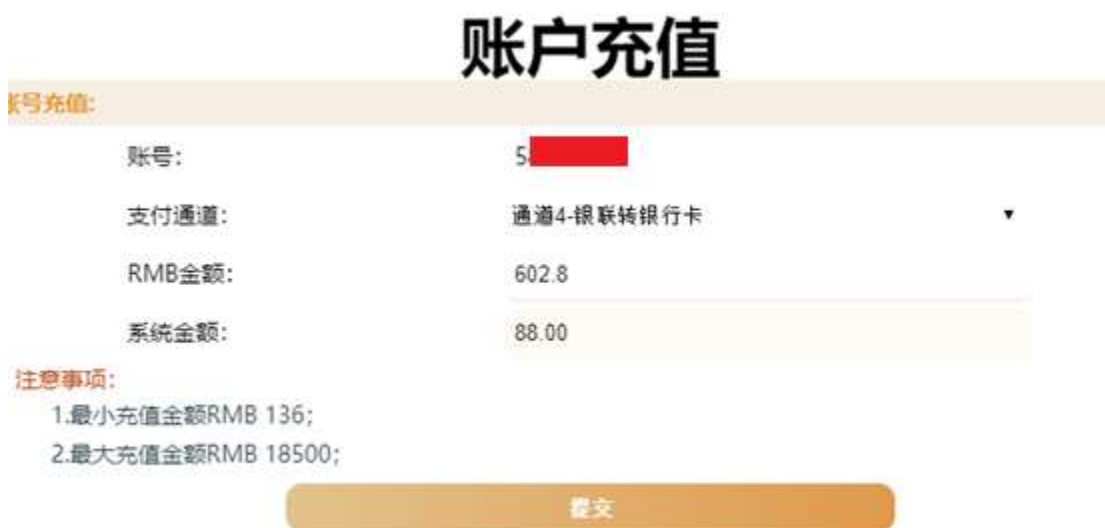 账户充值
账号充值:
账号: 5
支付通道: 通道4-银联转银行卡 ▼
RMB金额: 602.8
系统金额: 88.00
注意事项:
1.最小充值金额RMB 136;
2.最大充值金额RMB 18500;
提交